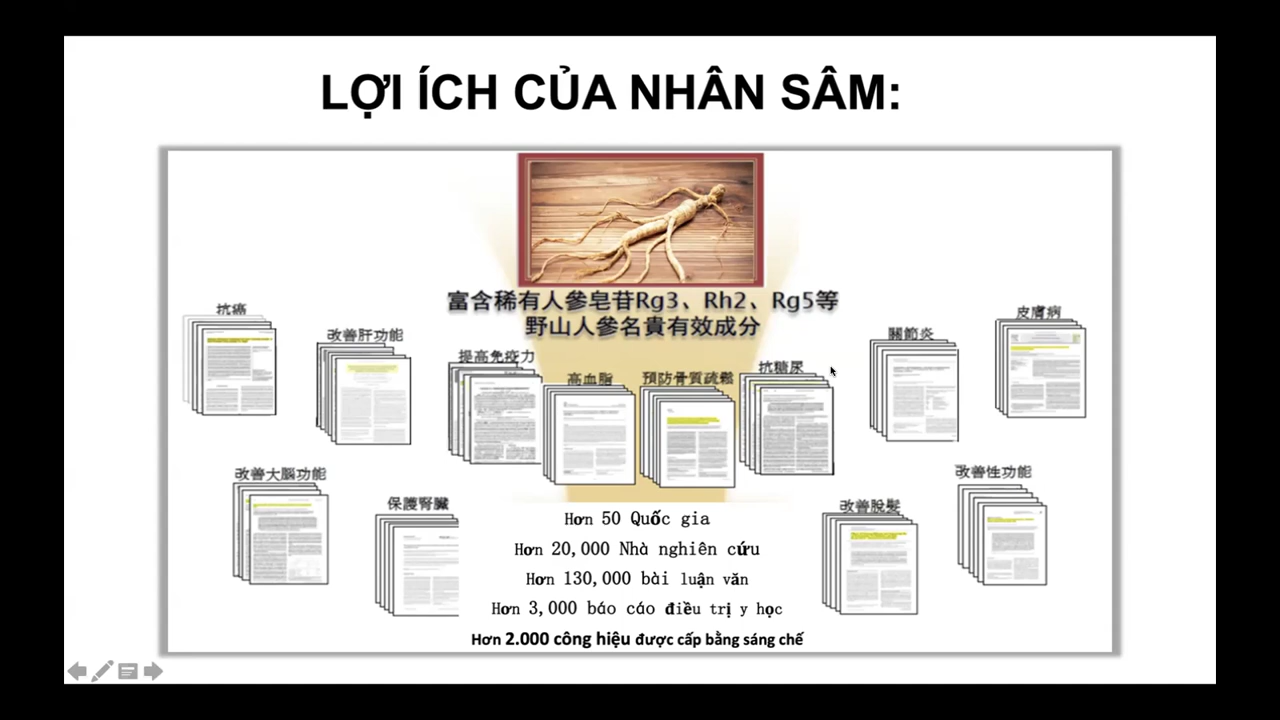 LỢI ÍCH CỦA NHÂN SÂM:
富含稀有人參皂苷Rg3、Rh2、Rg5等
野山人參名貴有效成分
抗癌
改善肝功能
提高免疫力
高血脂
預防骨質疏鬆
抗糖尿
關節炎
皮膚病
改善大腦功能
保護腎臟
改善脫髮
改善性功能
Hơn 50 Quốc gia
Hơn 20,000 Nhà nghiên cứu
Hơn 130,000 bài luận văn
Hơn 3,000 báo cáo điều trị y học
Hơn 2.000 công hiệu được cấp bằng sáng chế